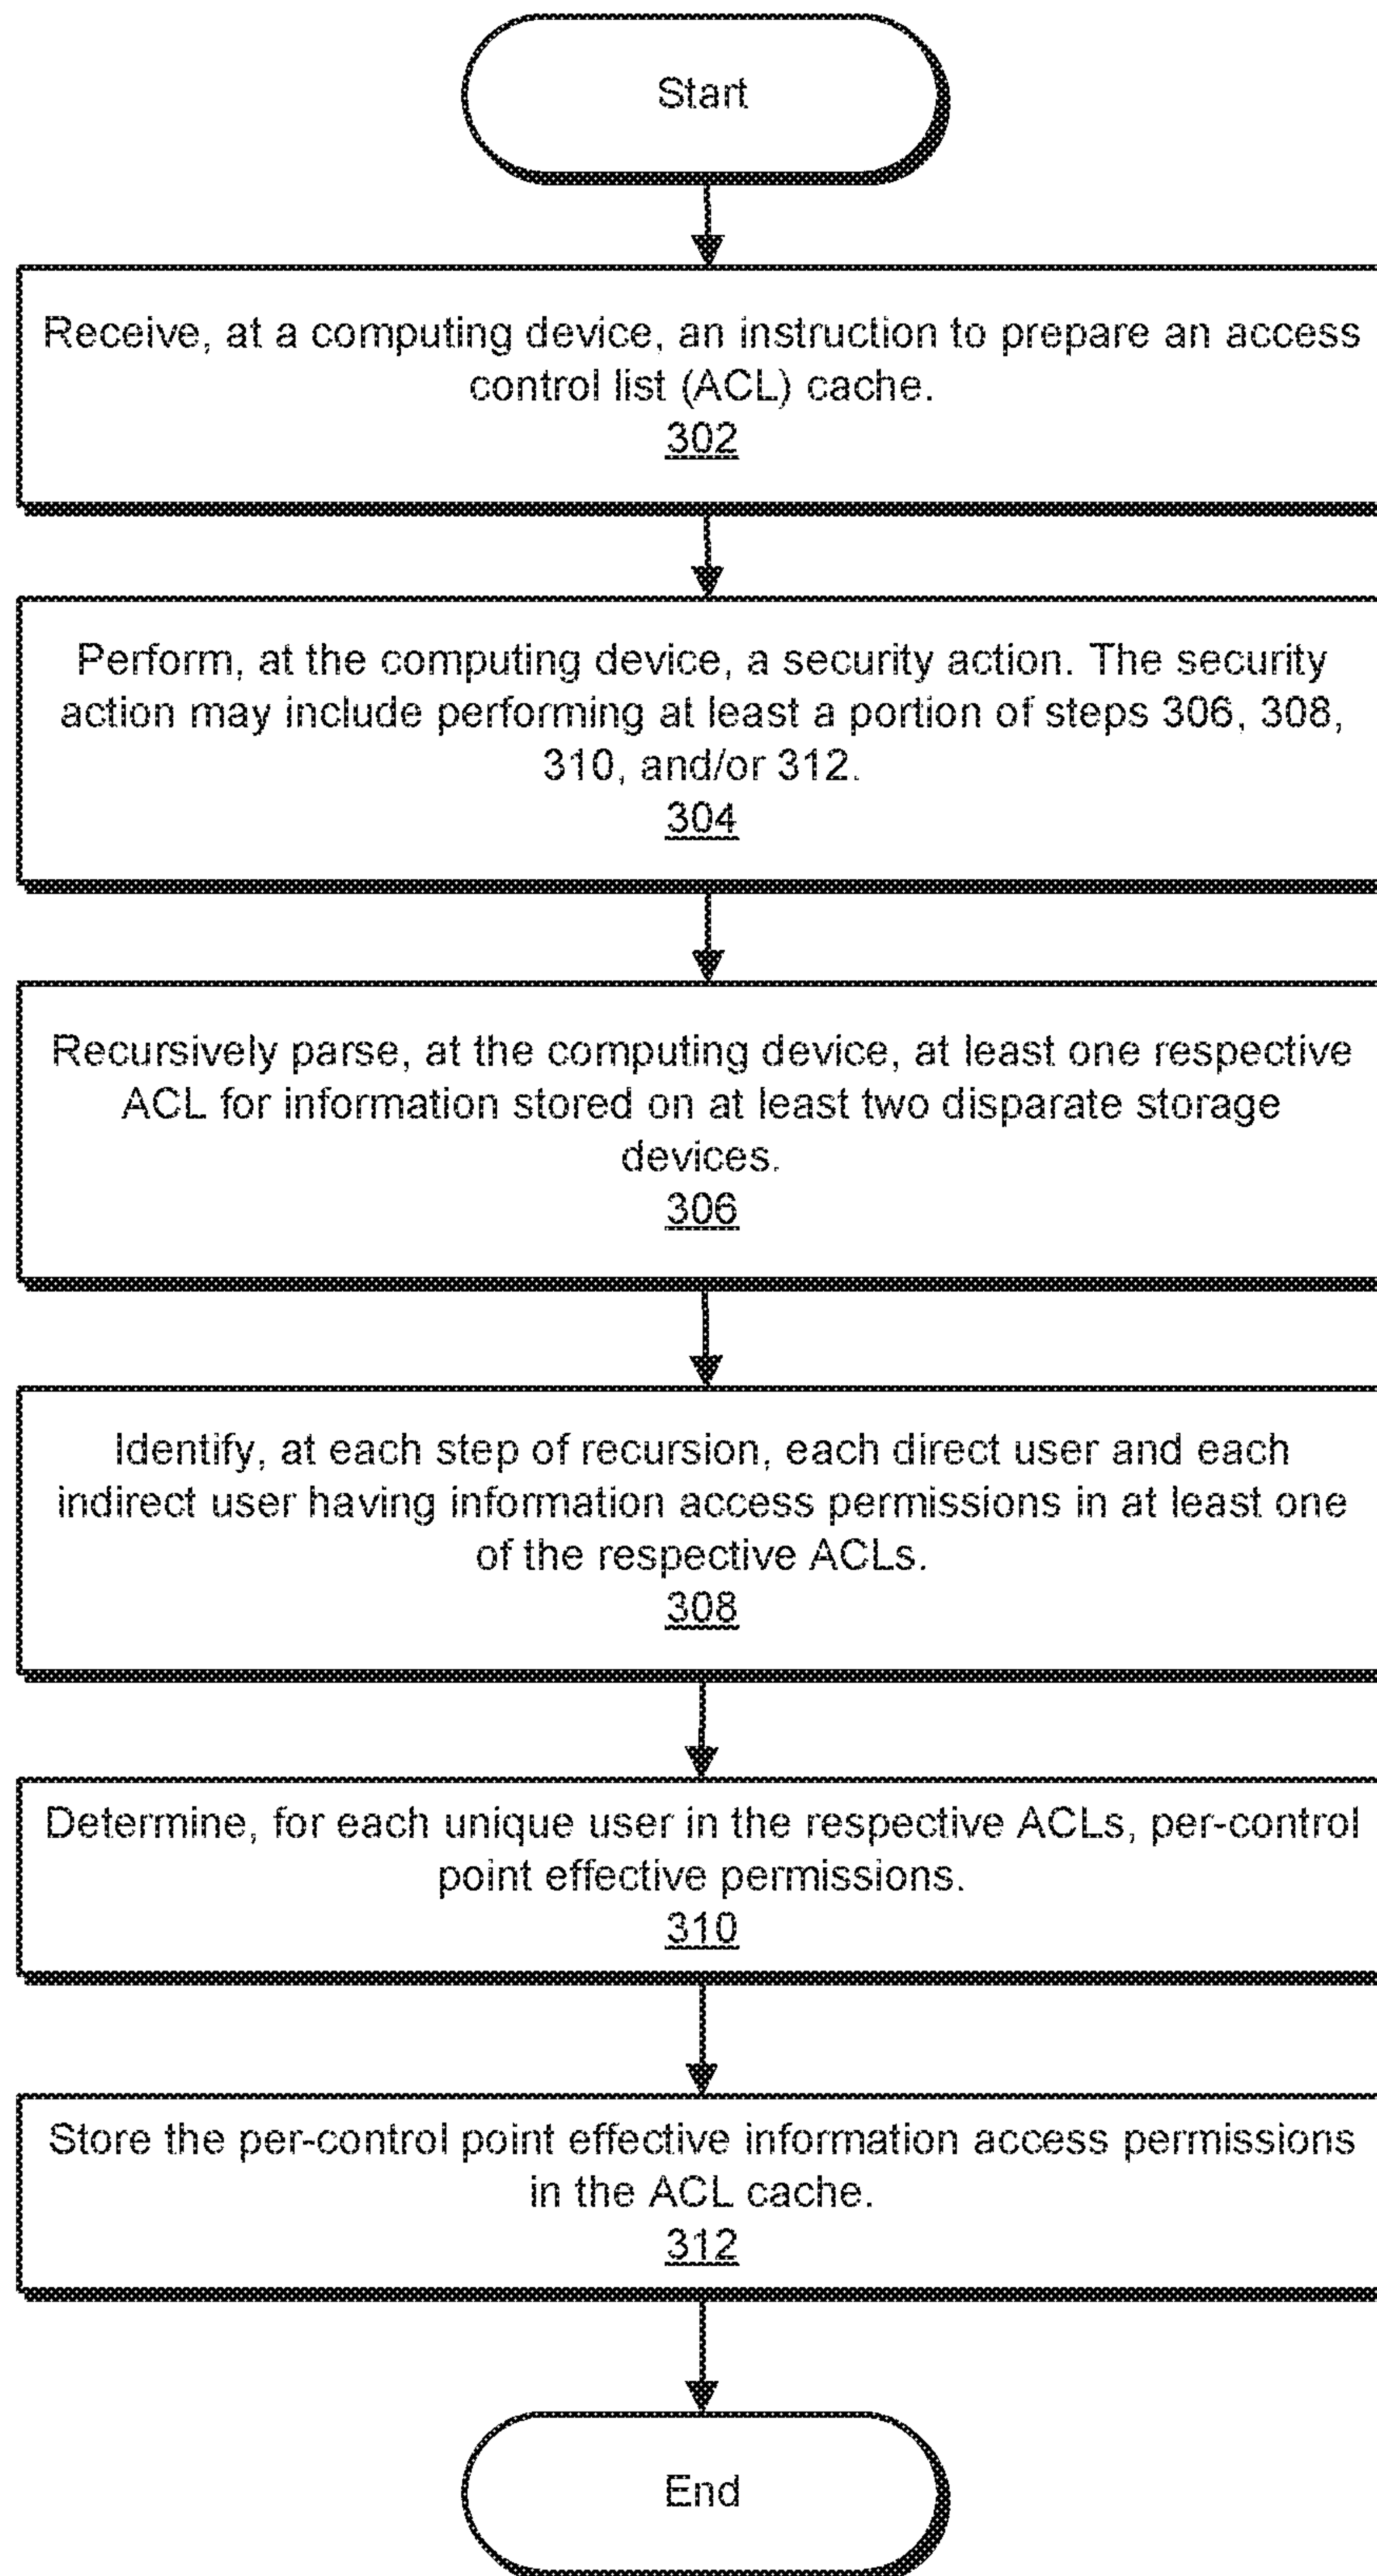 Start
Receive, at a computing device, an instruction to prepare an access
control list (ACL) cache.
302
Perform, at the computing device, a security action. The security
action may include performing at least a portion of steps 306, 308,
310, and/or 312.
304
Recursively parse, at the computing device, at least one respective
ACL for information stored on at least two disparate storage
devices.
306
Identify, at each step of recursion, each direct user and each
indirect user having information access permissions in at least one
of the respective ACLs.
308
Determine, for each unique user in the respective ACLs, per-control
point effective permissions.
310
Store the per-control point effective information access permissions
in the ACL cache.
312
End